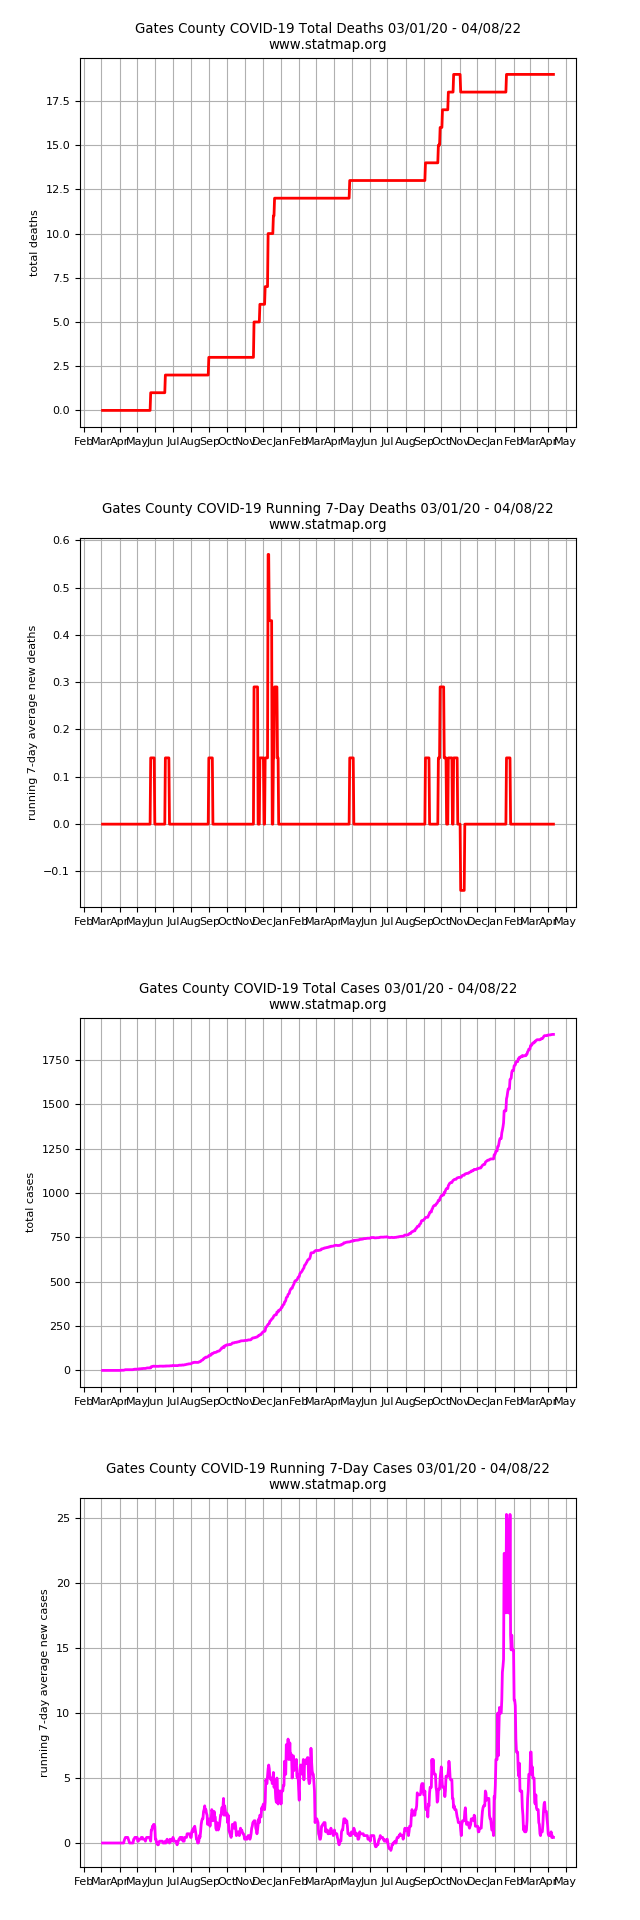 Gates County COVID-19 Total Deaths 03/01/20 - 04/08/22
www.statmap.org
17.5
15.0
12.5
10.0
7.5
5.0
2.5
0.0
total deaths
Feb Mar Apr May Jun Jul Aug Sep Oct Nov Dec Jan Feb Mar Apr May Jun Jul Aug Sep Oct Nov Dec Jan Feb Mar Apr May
Gates County COVID-19 Running 7-Day Deaths 03/01/20 - 04/08/22
www.statmap.org
0.6
0.5
0.4
0.3
0.2
0.1
0.0
−0.1
running 7-day average new deaths
Feb Mar Apr May Jun Jul Aug Sep Oct Nov Dec Jan Feb Mar Apr May Jun Jul Aug Sep Oct Nov Dec Jan Feb Mar Apr May
Gates County COVID-19 Total Cases 03/01/20 - 04/08/22
www.statmap.org
1750
1500
1250
1000
750
500
250
0
total cases
Feb Mar Apr May Jun Jul Aug Sep Oct Nov Dec Jan Feb Mar Apr May Jun Jul Aug Sep Oct Nov Dec Jan Feb Mar Apr May
Gates County COVID-19 Running 7-Day Cases 03/01/20 - 04/08/22
www.statmap.org
25
20
15
10
5
0
running 7-day average new cases
Feb Mar Apr May Jun Jul Aug Sep Oct Nov Dec Jan Feb Mar Apr May Jun Jul Aug Sep Oct Nov Dec Jan Feb Mar Apr May